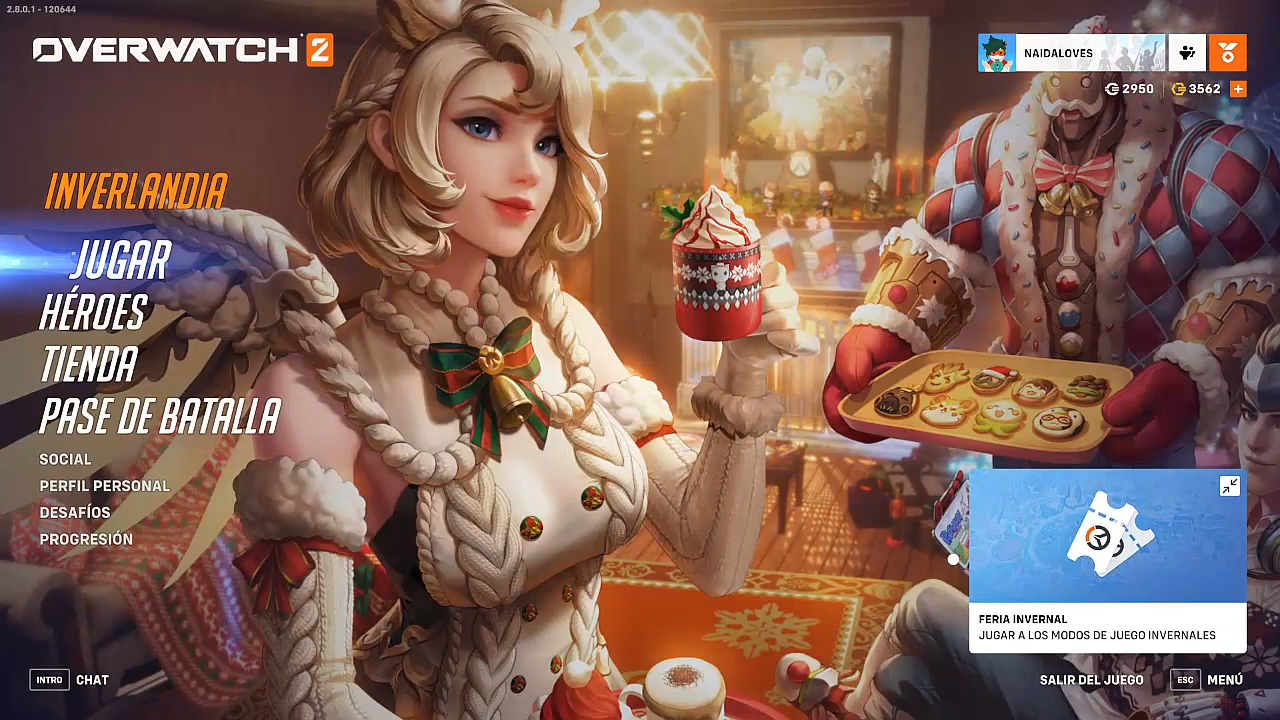 2.8.0.1 - 120644
OVERWATCH 2
NAIDALOVES
2950
3562
INVERLANDIA
JUGAR
HÉROES
TIENDA
PASE DE BATALLA
SOCIAL
PERFIL PERSONAL
DESAFÍOS
PROGRESIÓN
FERIA INVERNAL
JUGAR A LOS MODOS DE JUEGO INVERNALES
INTRO CHAT
SALIR DEL JUEGO
ESC MENÚ